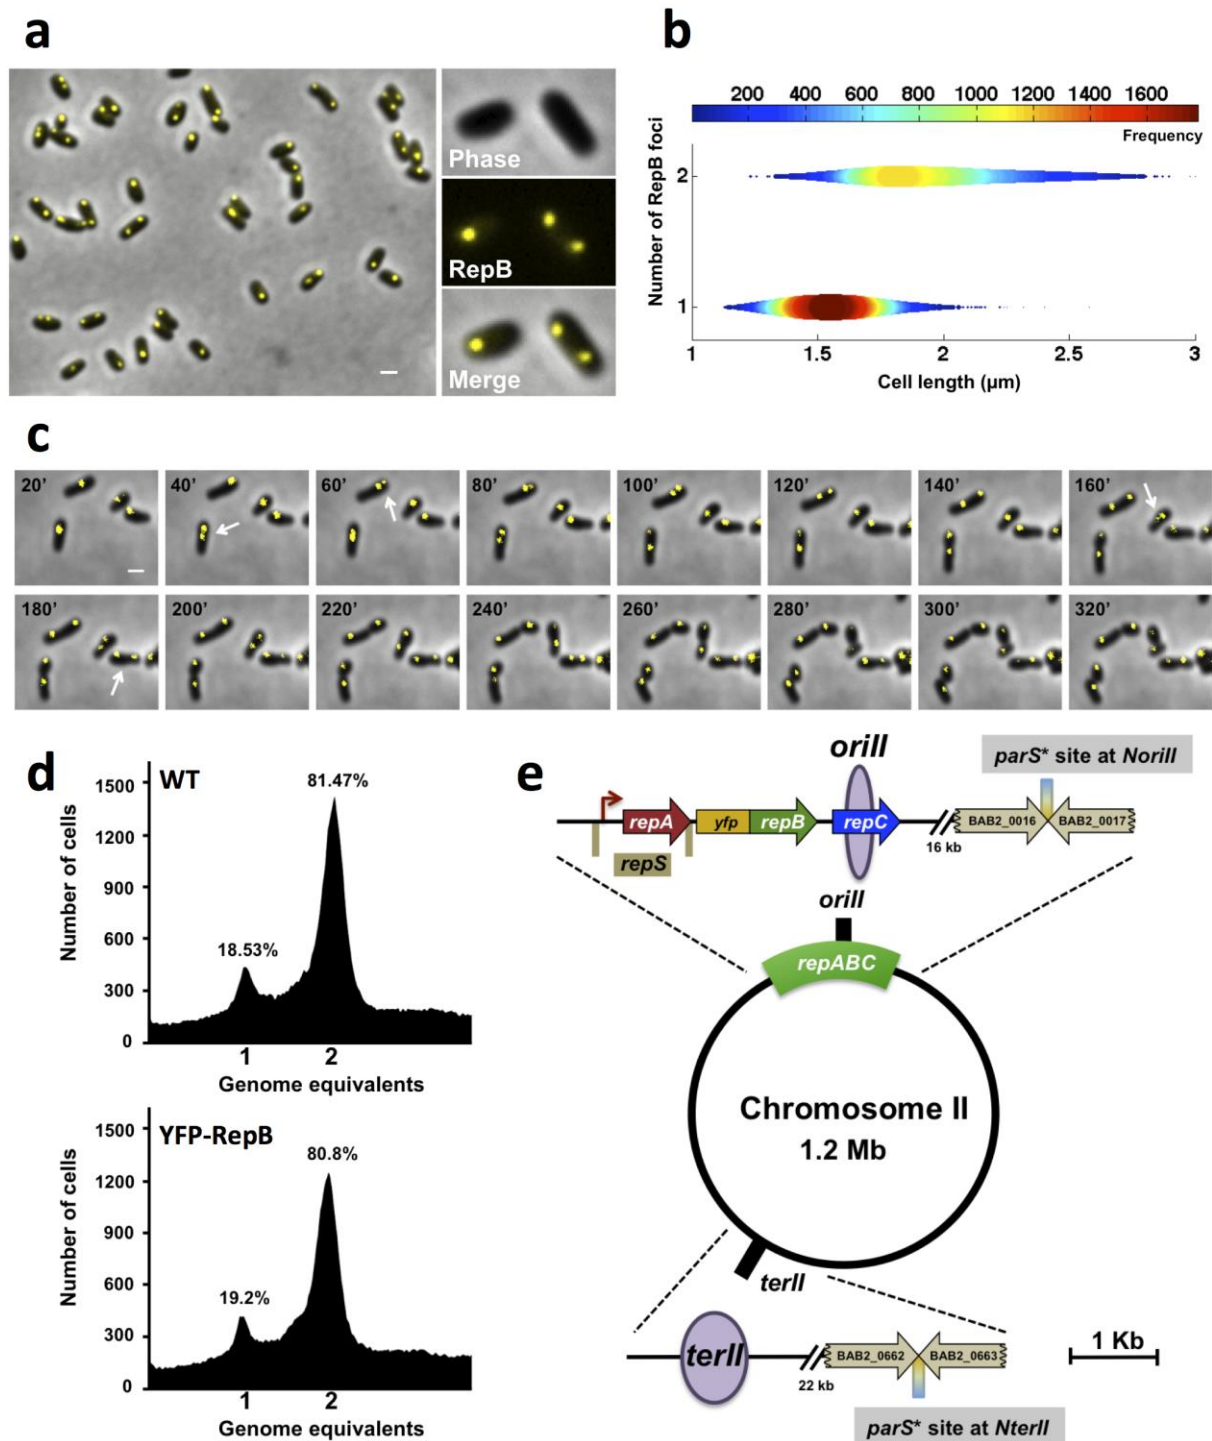 a
Phase
RepB
Merge
b
200 400 600 800 1000 1200 1400 1600
Frequency
Number of RepB foci
2
1
1 1.5 2 2.5 3
Cell length (µm)
c
20' 40' 60' 80' 100' 120' 140' 160'
180' 200' 220' 240' 260' 280' 300' 320'
d
WT
81.47%
18.53%
Number of cells
1500
1200
900
600
300
0
1 2
Genome equivalents
YFP-RepB
80.8%
19.2%
Number of cells
1500
1200
900
600
300
0
1 2
Genome equivalents
e
oriII
parS* site at NoriII
repA yfp repB repC
BAB2_0016 BAB2_0017
16 kb
repS
oriII
repABC
Chromosome II
1.2 Mb
terII
terII
BAB2_0662 BAB2_0663
22 kb
1 Kb
parS* site at NterII